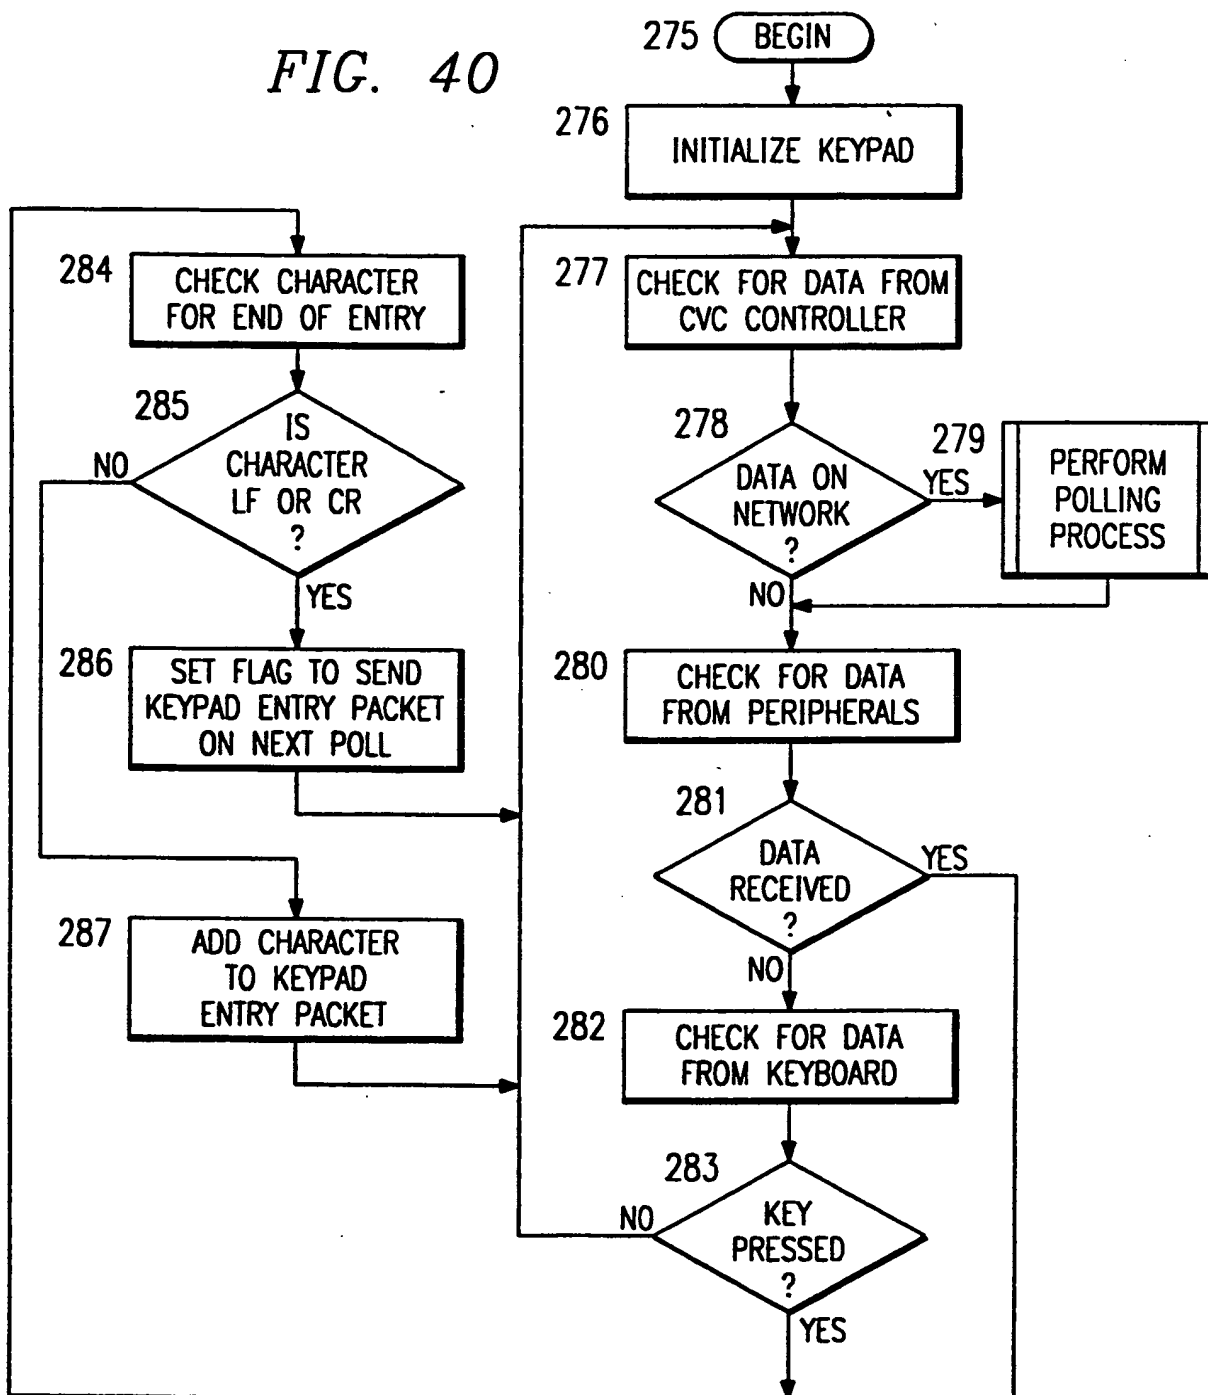 FIG. 40
275
BEGIN
276
INITIALIZE KEYPAD
277
CHECK FOR DATA FROM
CVC CONTROLLER
278
DATA ON
NETWORK
?
YES
NO
279
PERFORM
POLLING
PROCESS
280
CHECK FOR DATA
FROM PERIPHERALS
281
DATA
RECEIVED
?
YES
NO
282
CHECK FOR DATA
FROM KEYBOARD
283
KEY
PRESSED
?
NO
YES
284
CHECK CHARACTER
FOR END OF ENTRY
285
IS
CHARACTER
LF OR CR
?
NO
YES
286
SET FLAG TO SEND
KEYPAD ENTRY PACKET
ON NEXT POLL
287
ADD CHARACTER
TO KEYPAD
ENTRY PACKET